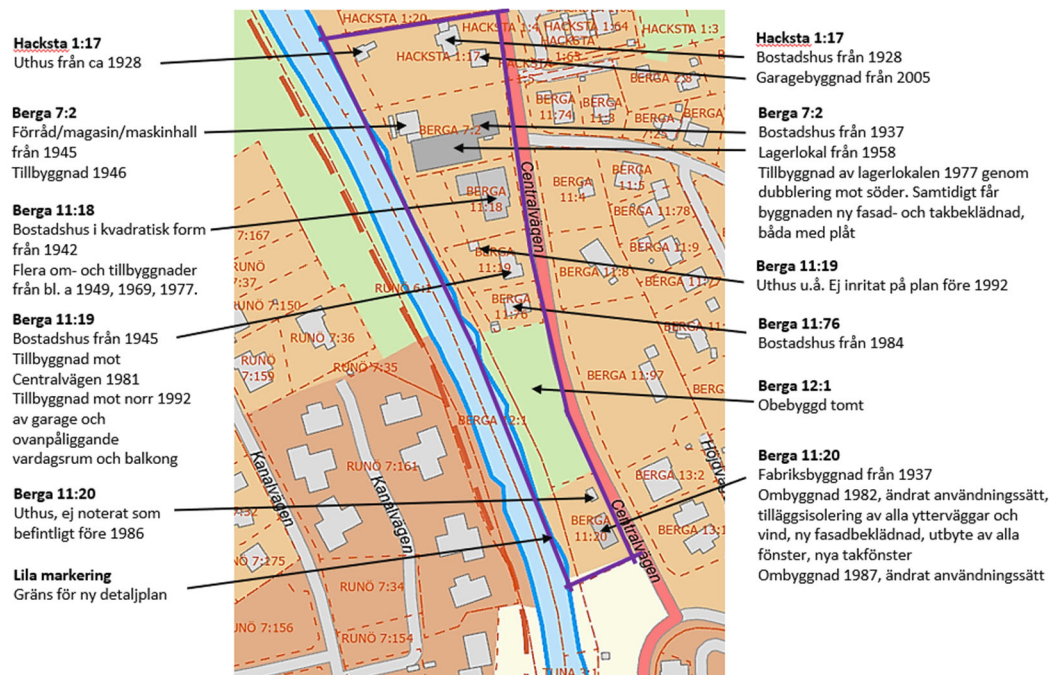 Hacksta 1:17
Uthus från ca 1928
Berga 7:2
Förråd/magasin/maskinhall
från 1945
Tillbyggnad 1946
Berga 11:18
Bostadshus i kvadratisk form
från 1942
Flera om- och tillbyggnader
från bl. a 1949, 1969, 1977.
Berga 11:19
Bostadshus från 1945
Tillbyggnad mot
Centralvägen 1981
Tillbyggnad mot norr 1992
av garage och
ovanpåliggande
vardagsrum och balkong
Berga 11:20
Uthus, ej noterat som
befintligt före 1986
Lila markering
Gräns för ny detaljplan
HACKSTA 1:20
HACKSTA 1:4
1:64
HACKSTA 1:3
HACKSTA
1:65
HACKSTA 1:17
1:5
BERGA 2:8
BERGA
11:74
BERGA
11:3
BERGA
7:25
BERGA 7:2
Centralvägen
BERGA
11:5
BERGA
11:4
BERGA
11:18
BERGA 11:78
7:167
BERGA 11:9
BERGA
11:19
RUNÖ
7:37
BERGA 11:8
RUNÖ 6:1
RUNÖ 7:150
BERGA
11:76
RUNÖ 7:36
RUNÖ
7:159
RUNÖ 7:35
BERGA 11:97
BERGA 12:1
RUNÖ 7:161
BERGA 13:2
Kanalvägen
Kanalvägen
BERGA
11:20
Centralvägen
7:175
RUNÖ 7:34
7:156
RUNÖ 7:154
Hacksta 1:17
Bostadshus från 1928
Garagebyggnad från 2005
Berga 7:2
Bostadshus från 1937
Lagerlokal från 1958
Tillbyggnad av lagerlokalen 1977 genom
dubblering mot söder. Samtidigt får
byggnaden ny fasad- och takbeklädnad,
båda med plåt
Berga 11:19
Uthus u.å. Ej inritat på plan före 1992
Berga 11:76
Bostadshus från 1984
Berga 12:1
Obebyggd tomt
Berga 11:20
Fabriksbyggnad från 1937
Ombyggnad 1982, ändrat användningssätt,
tilläggsisolering av alla ytterväggar och
vind, ny fasadbeklädnad, utbyte av alla
fönster, nya takfönster
Ombyggnad 1987, ändrat användningssätt